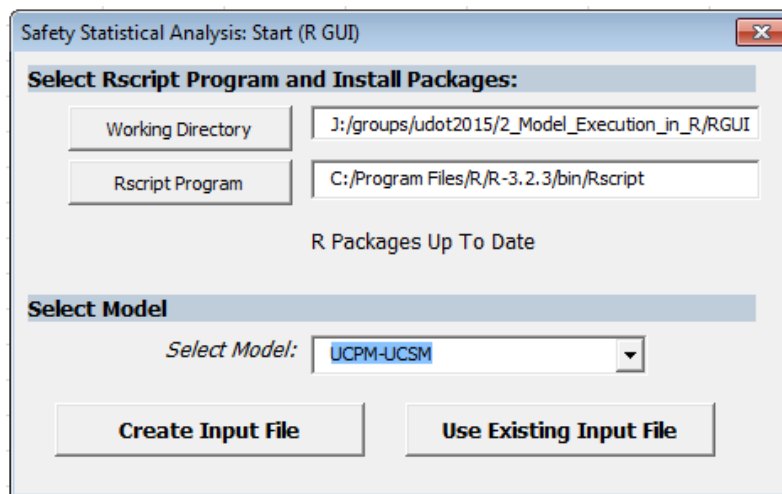 Safety Statistical Analysis: Start (R GUI)
Select Rscript Program and Install Packages:
Working Directory J:/groups/udot2015/2_Model_Execution_in_R/RGUI
Rscript Program C:/Program Files/R/R-3.2.3/bin/Rscript
R Packages Up To Date
Select Model
Select Model: UCPM-UCSM
Create Input File Use Existing Input File